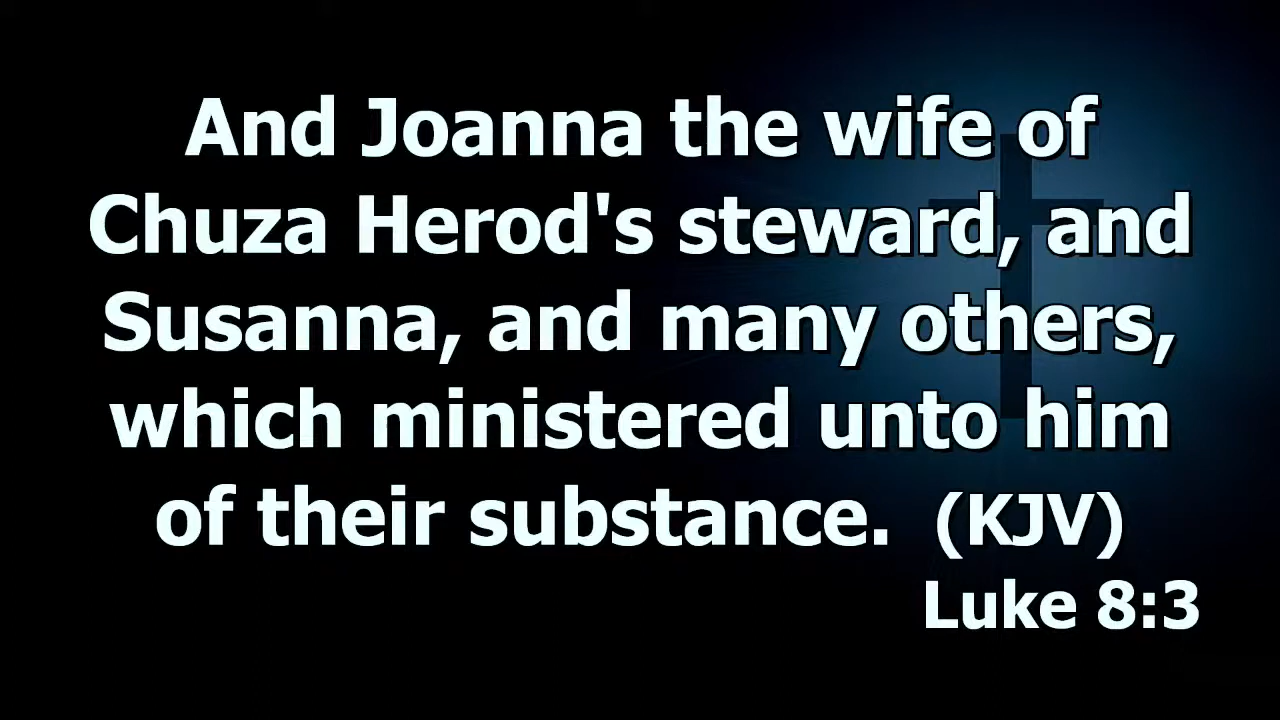 And Joanna the wife of
Chuza Herod's steward, and
Susanna, and many others,
which ministered unto him
of their substance.  (KJV)
Luke 8:3